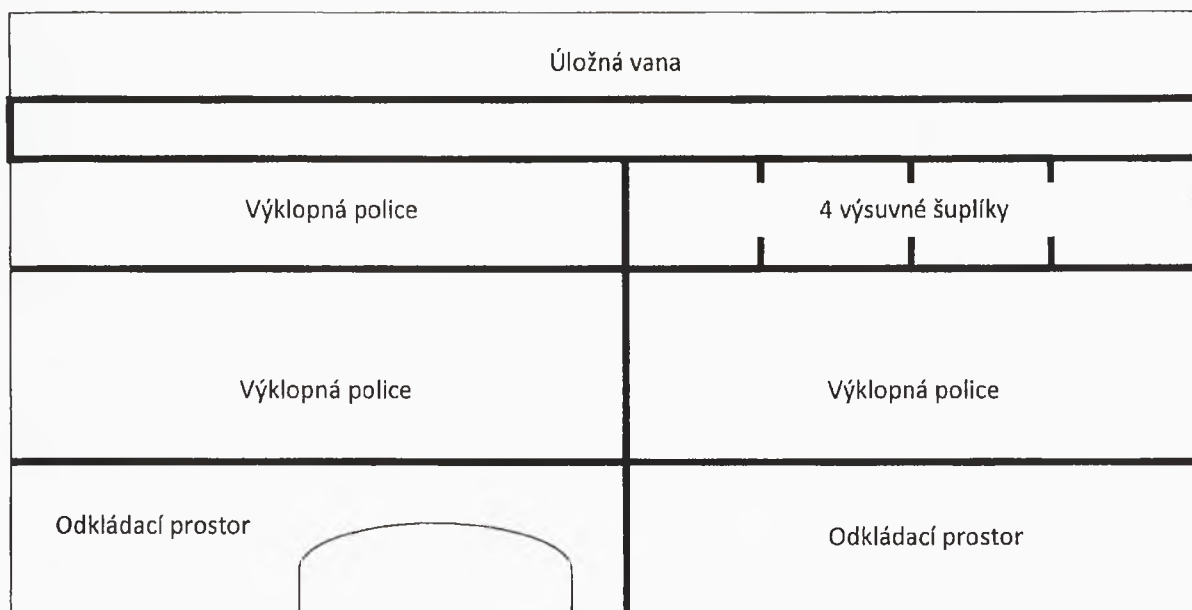 Úložná vana
Výklopná police
4 výsuvné šuplíky
Výklopná police
Výklopná police
Odkládací prostor
Odkládací prostor